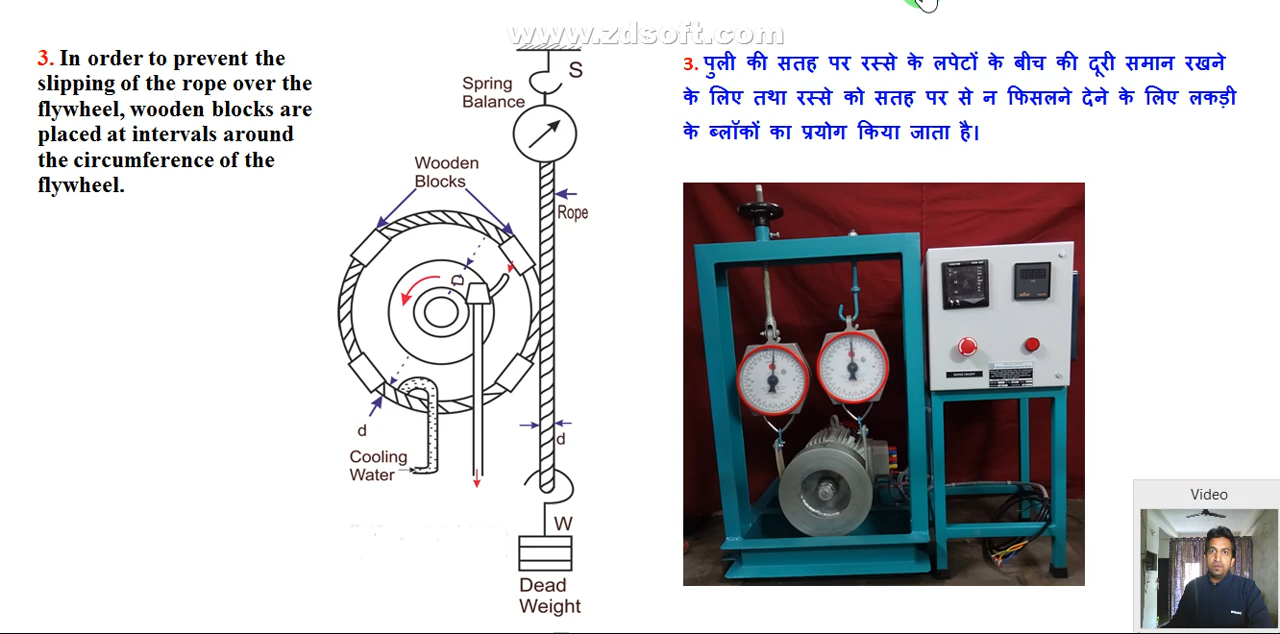 www.zdsoft.com
3. In order to prevent the
slipping of the rope over the
flywheel, wooden blocks are
placed at intervals around
the circumference of the
flywheel.
Spring
Balance
S
Wooden
Blocks
Rope
D
d
d
Cooling
Water
W
Dead
Weight
3. पुली की सतह पर रस्से के लपेटों के बीच की दूरी समान रखने
के लिए तथा रस्से को सतह पर से न फिसलने देने के लिए लकड़ी
के ब्लॉकों का प्रयोग किया जाता है।
Video